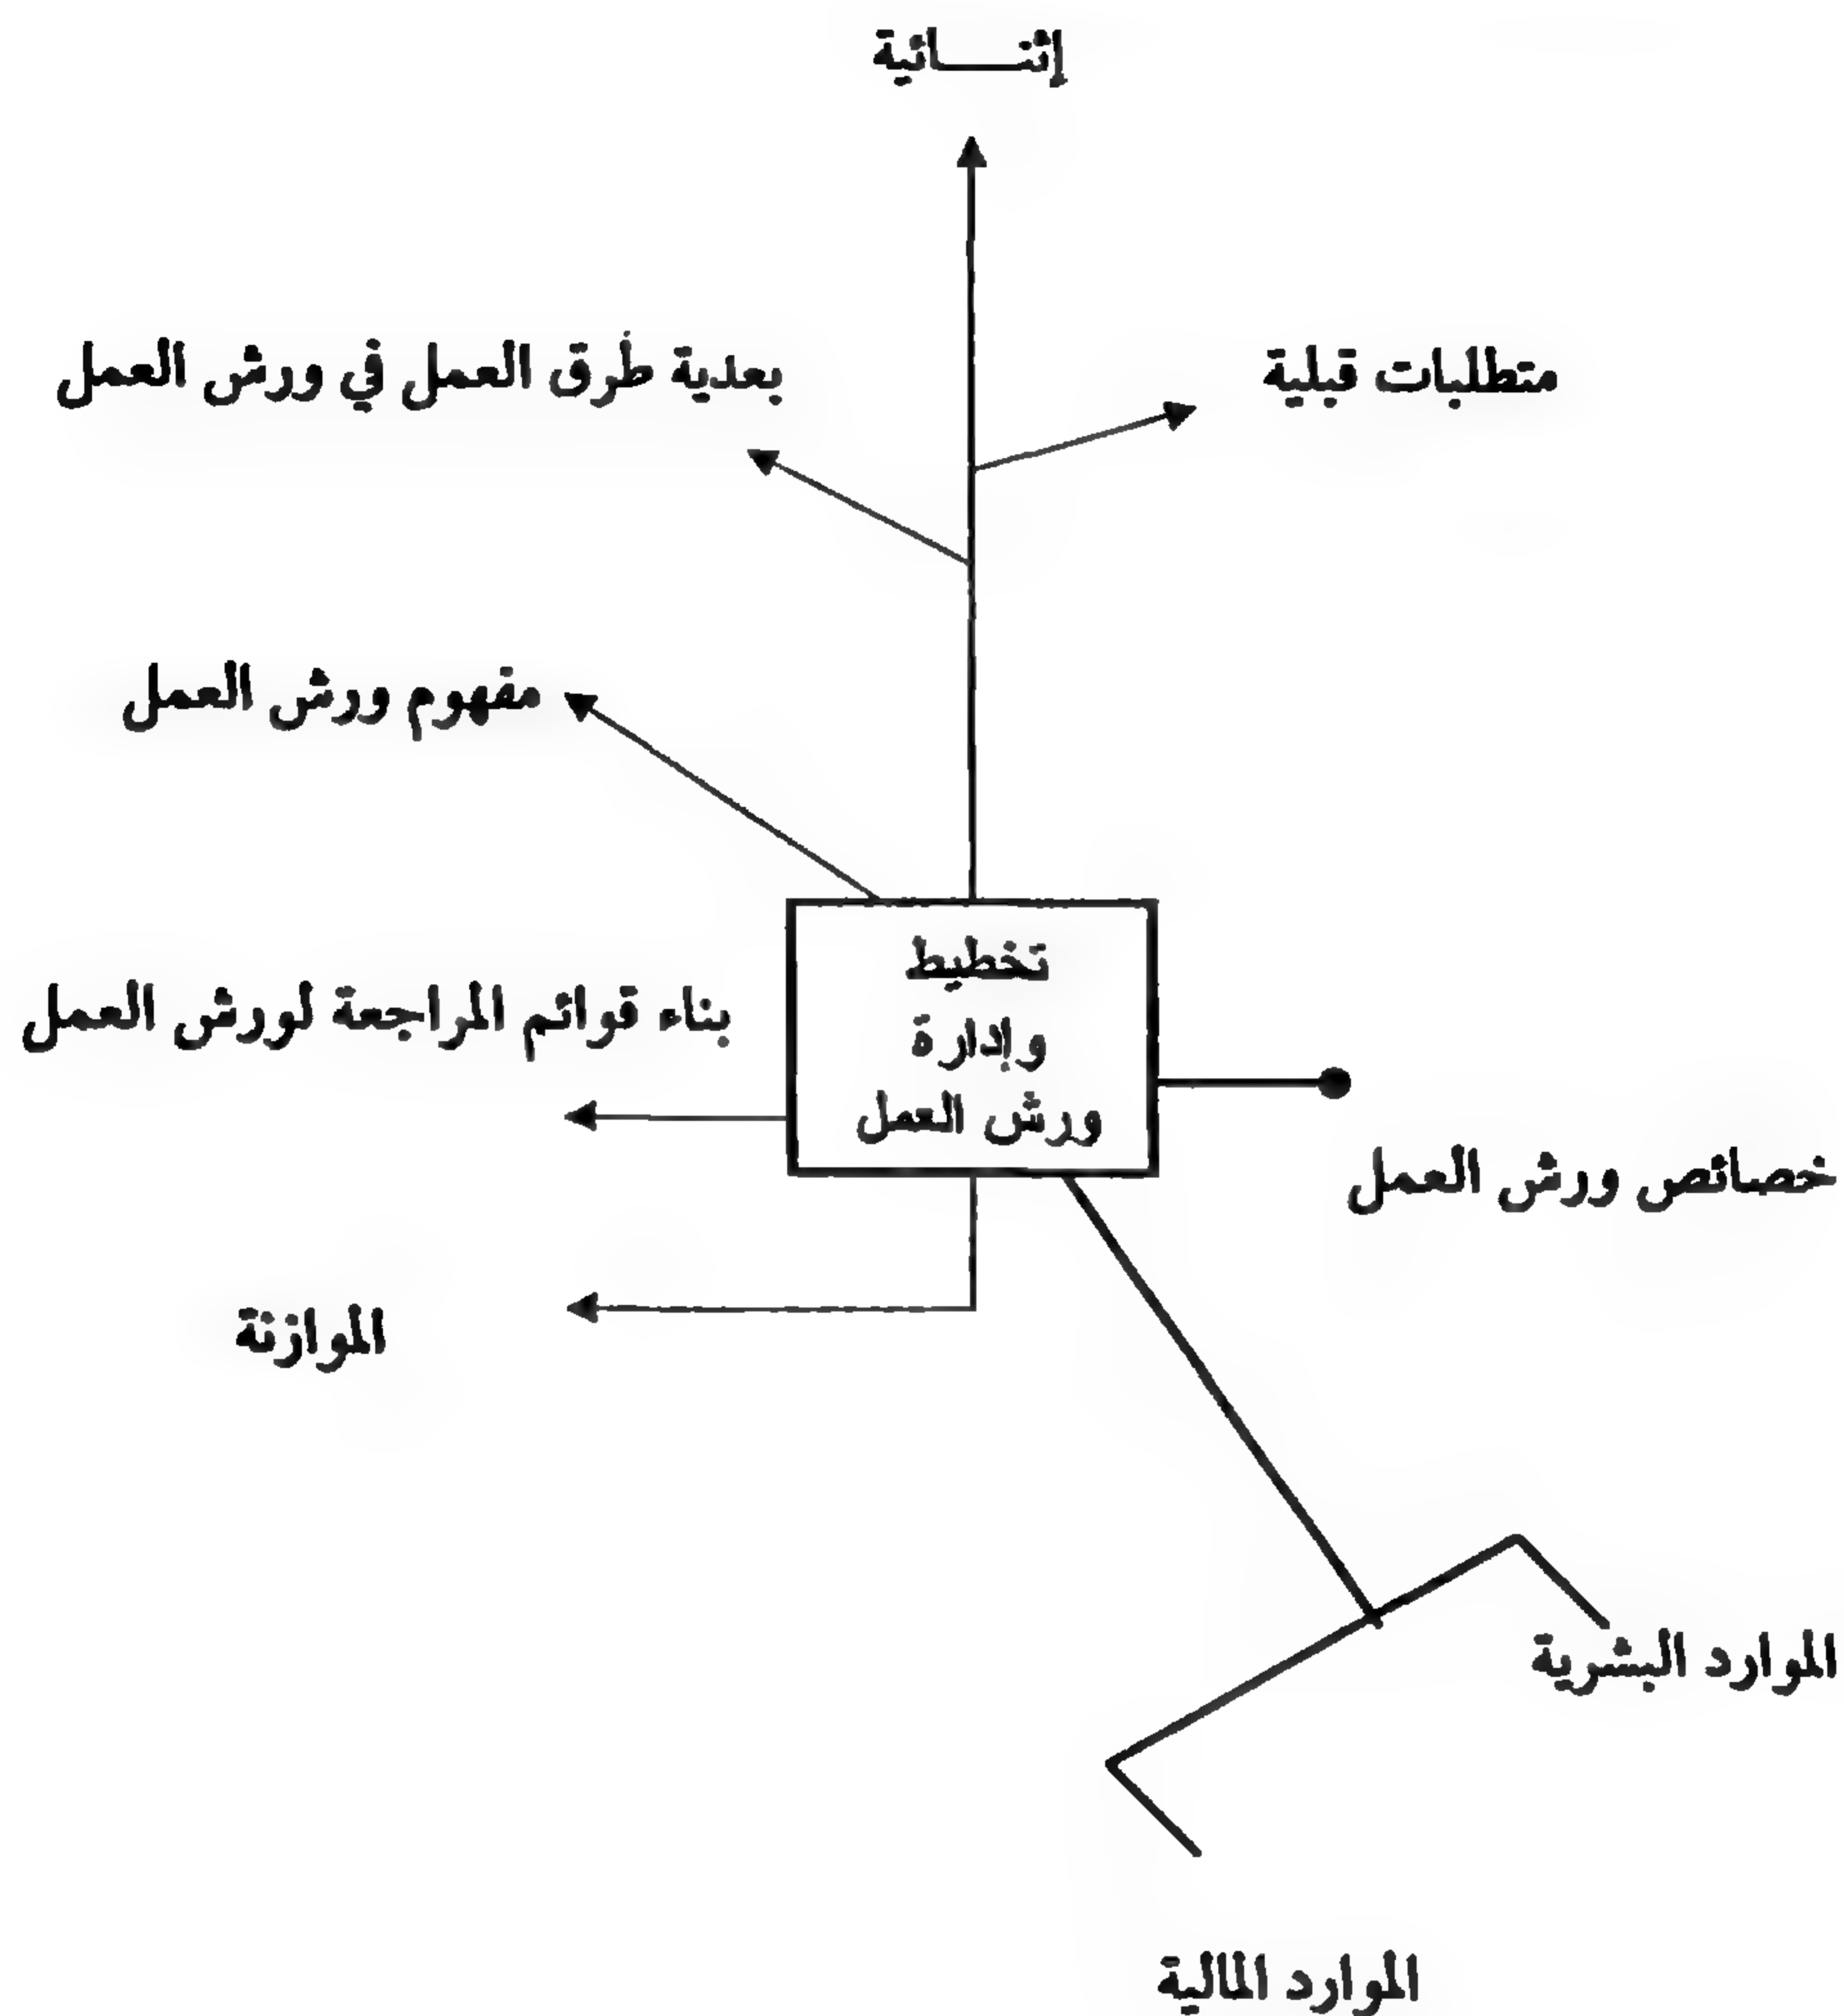 إثنائية
متطلبات قبلية
بعدية طرق العمل في ورش العمل
مفهوم ورش العمل
تخطيط
وإدارة
ورش العمل
بناء قوائم المراجعة لورش العمل
خصائص ورش العمل
الموازنة
الموارد البشرية
الموارد المالية